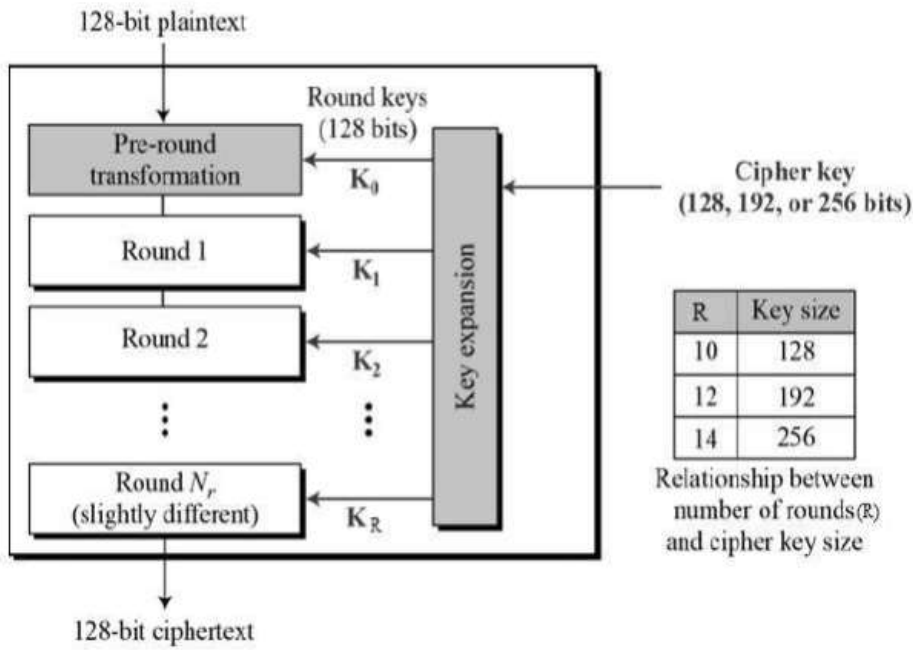 128-bit plaintext
Round keys
(128 bits)
Pre-round
transformation
K₀
Cipher key
(128, 192, or 256 bits)
Round 1
K₁
Round 2
K₂
Key expansion
Round Nᵣ
(slightly different)
K_R
R Key size
10 128
12 192
14 256
Relationship between
number of rounds(R)
and cipher key size
128-bit ciphertext